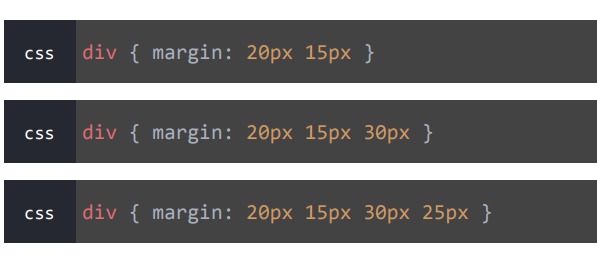 css div { margin: 20px 15px }
css div { margin: 20px 15px 30px }
css div { margin: 20px 15px 30px 25px }